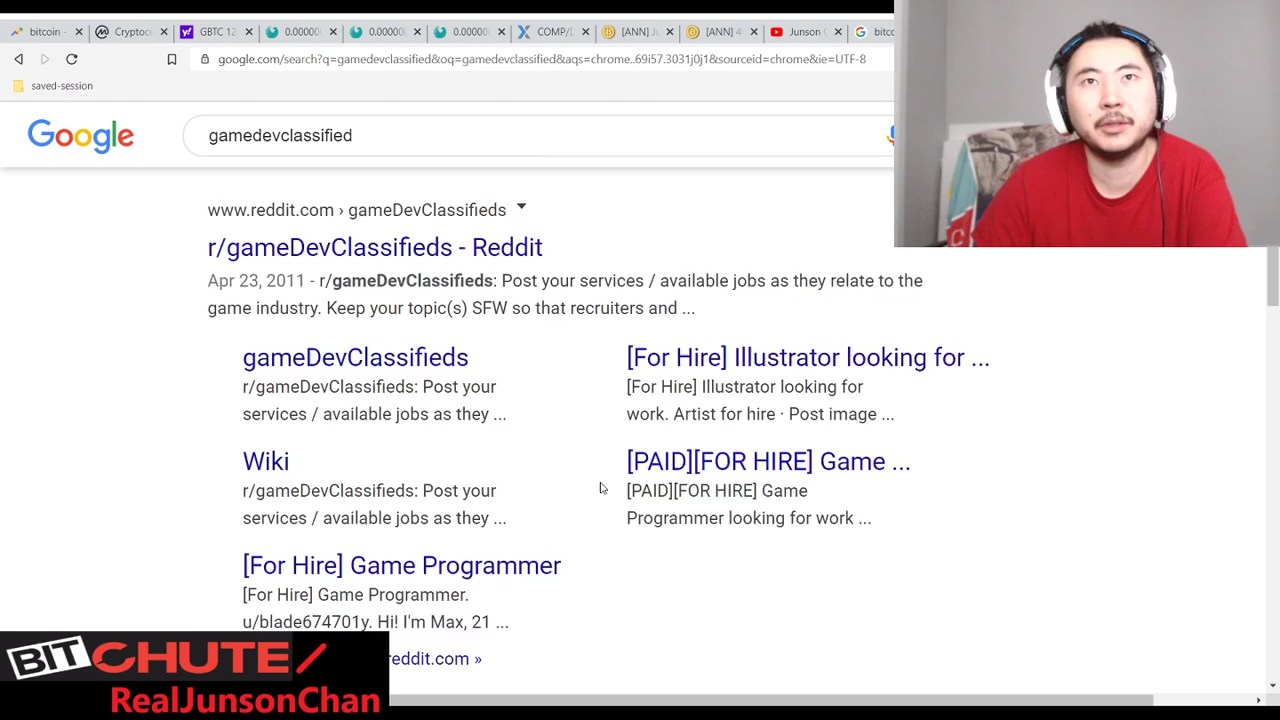 bitcoin -
Cryptoc
GBTC 12
0.00000
0.00000
0.00000
COMP/D
[ANN] J
[ANN] 4
Junson C
bitc
google.com/search?q=gamedevclassified&oq=gamedevclassified&aqs=chrome..69i57.3031j0j1&sourceid=chrome&ie=UTF-8
saved-session
Google
gamedevclassified
www.reddit.com › gameDevClassifieds
r/gameDevClassifieds - Reddit
Apr 23, 2011 - r/gameDevClassifieds: Post your services / available jobs as they relate to the
game industry. Keep your topic(s) SFW so that recruiters and ...
gameDevClassifieds
r/gameDevClassifieds: Post your
services / available jobs as they ...
[For Hire] Illustrator looking for ...
[For Hire] Illustrator looking for
work. Artist for hire · Post image ...
Wiki
r/gameDevClassifieds: Post your
services / available jobs as they ...
[PAID][FOR HIRE] Game ...
[PAID][FOR HIRE] Game
Programmer looking for work ...
[For Hire] Game Programmer
[For Hire] Game Programmer.
u/blade674701y. Hi! I'm Max, 21 ...
reddit.com »
BITCHUTE/
RealJunsonChan